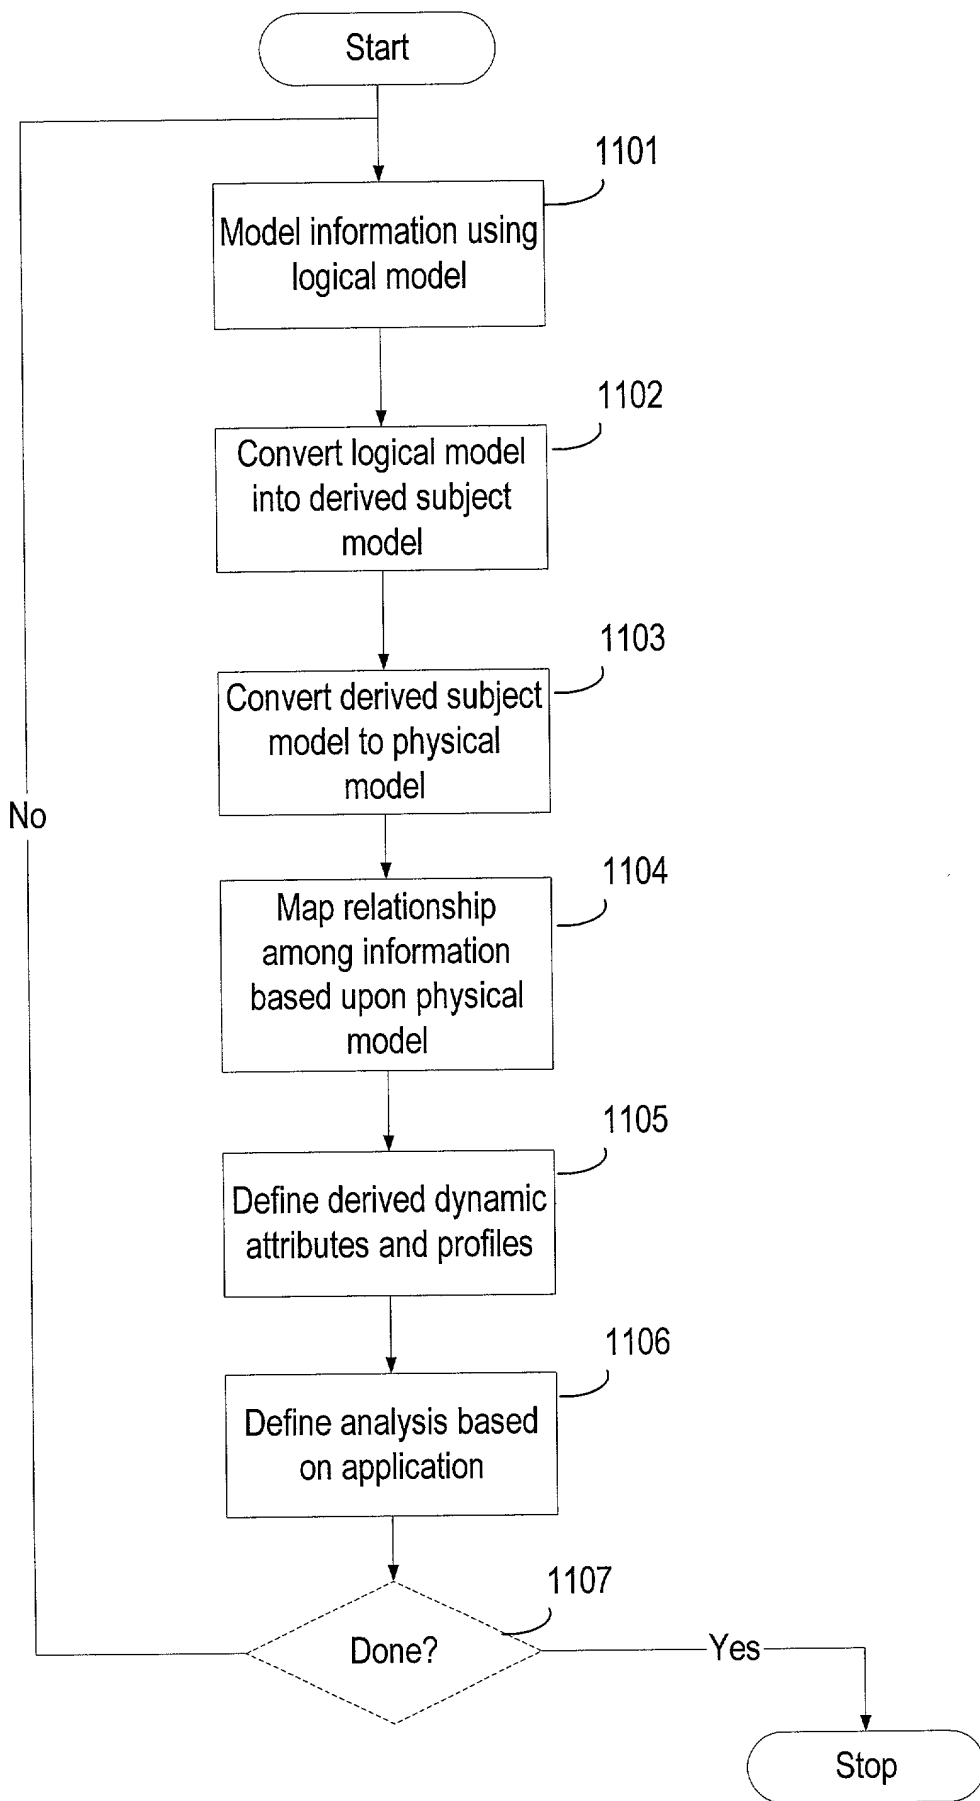 Start
1101
Model information using
logical model
1102
Convert logical model
into derived subject
model
1103
Convert derived subject
model to physical
model
No
1104
Map relationship
among information
based upon physical
model
1105
Define derived dynamic
attributes and profiles
1106
Define analysis based
on application
1107
Done?
Yes
Stop